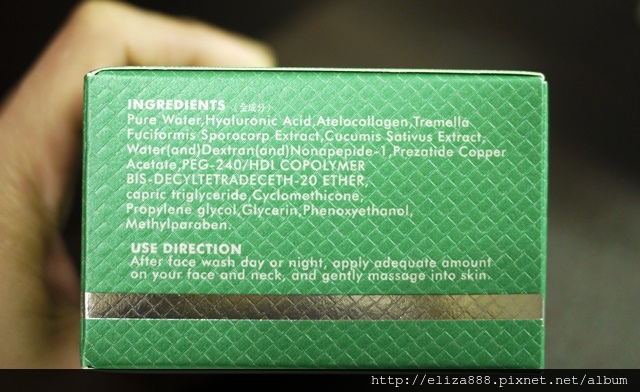 INGREDIENTS (全成分)
Pure Water,Hyaluronic Acid,Atelocallagen,Tremella
Fuciformis Sporocarp Extract,Cucumis Sativus Extract,
Water(and)Dextran(and)Nonapepide-1,Prezatide Copper
Acetate,PEG-240/HDI COPOLYMER
BIS-DECYLTETRADECETH-20 ETHER,
capric triglyceride,Cyclomethicone,
Propylene glycol,Glycerin,Phenoxyethanol,
Methylparaben.
USE DIRECTION
After face wash day or night, apply adequate amount
on your face and neck, and gently massage into skin.
http://eliza888.pixnet.net/album